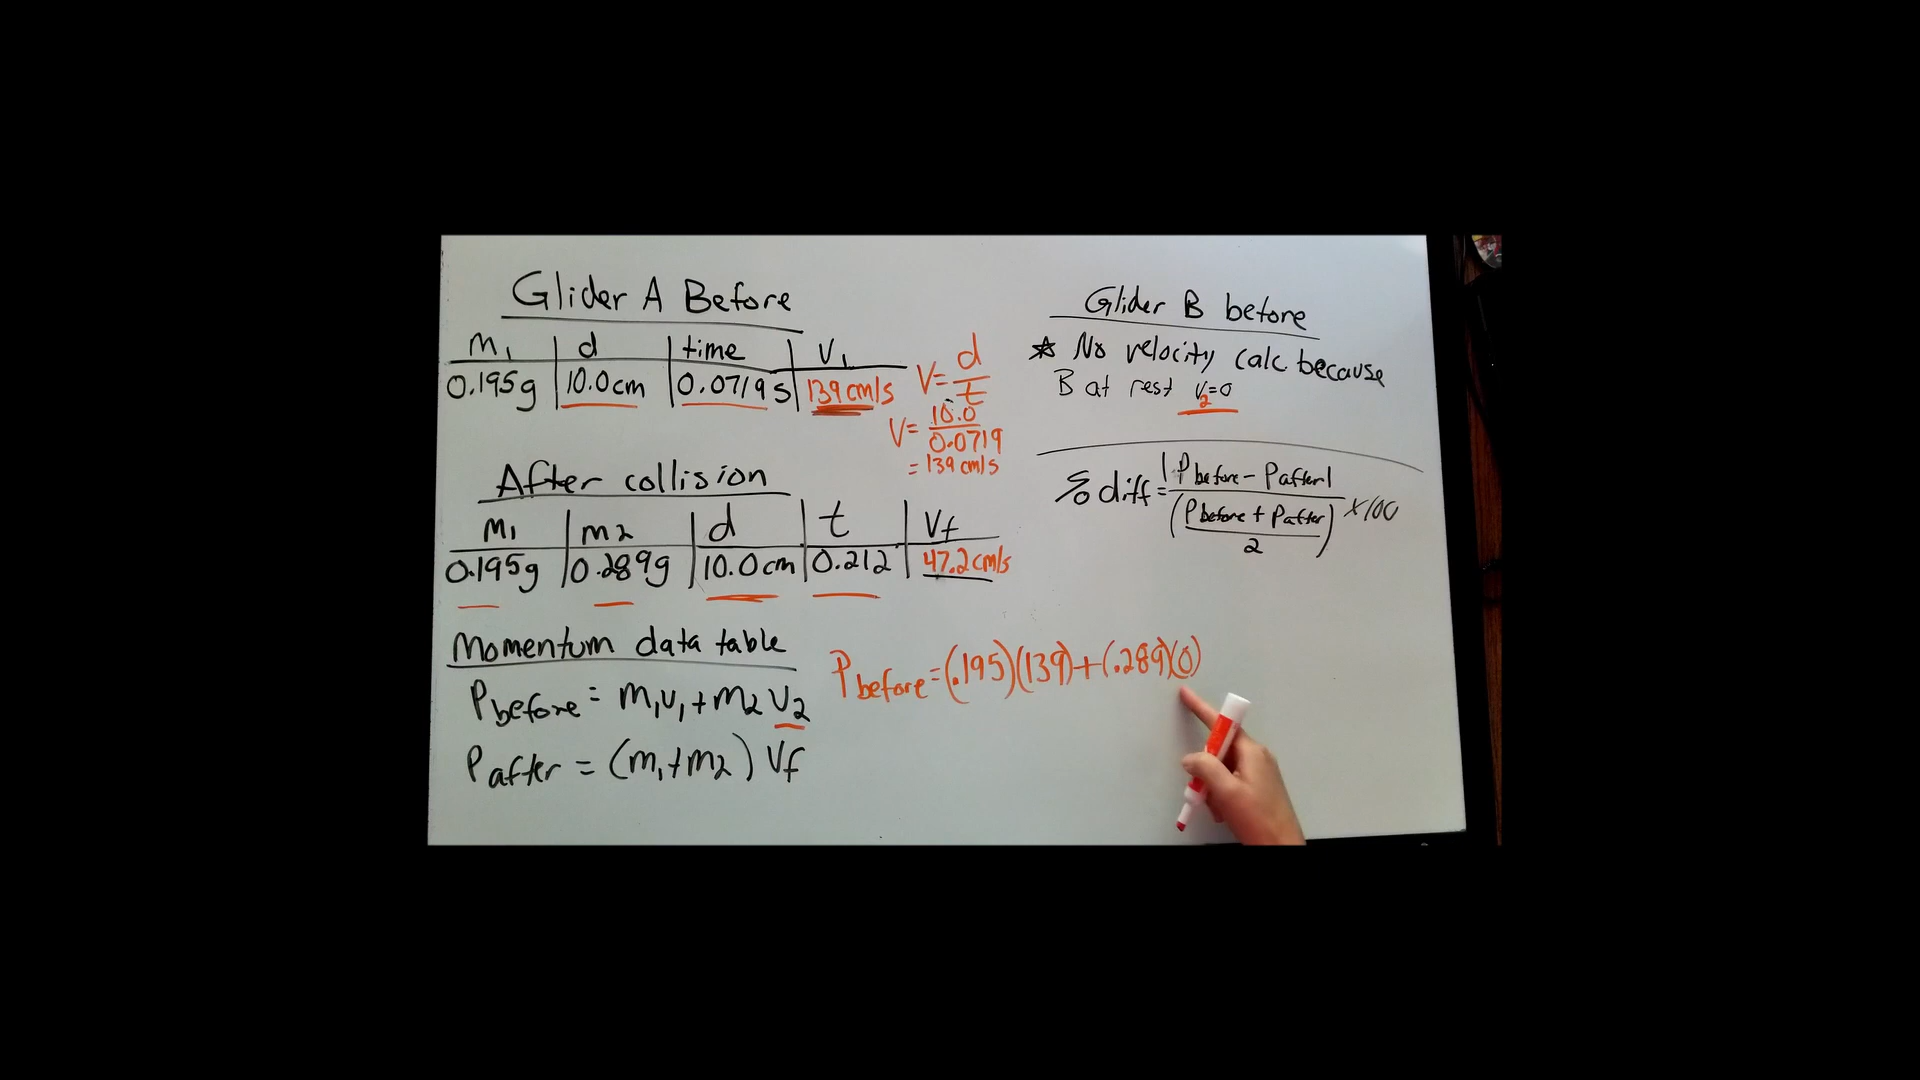 Glider A Before
m₁ d time V₁
0.195g 10.0cm 0.0719s 139cm/s
V= d/t
V= 10.0/0.0719
= 139 cm/s
After collision
m₁ m₂ d t Vf
0.195g 0.289g 10.0cm 0.212 47.2cm/s
Momentum data table
Pbefore = m₁v₁+m₂v₂
Pafter = (m₁+m₂) Vf
Glider B before
☆ No velocity calc. because
B at rest V₂=0
% diff = |Pbefore - Pafter| / ((Pbefore + Pafter)/2) ×100
Pbefore = (.195)(139)+(.289)(0)